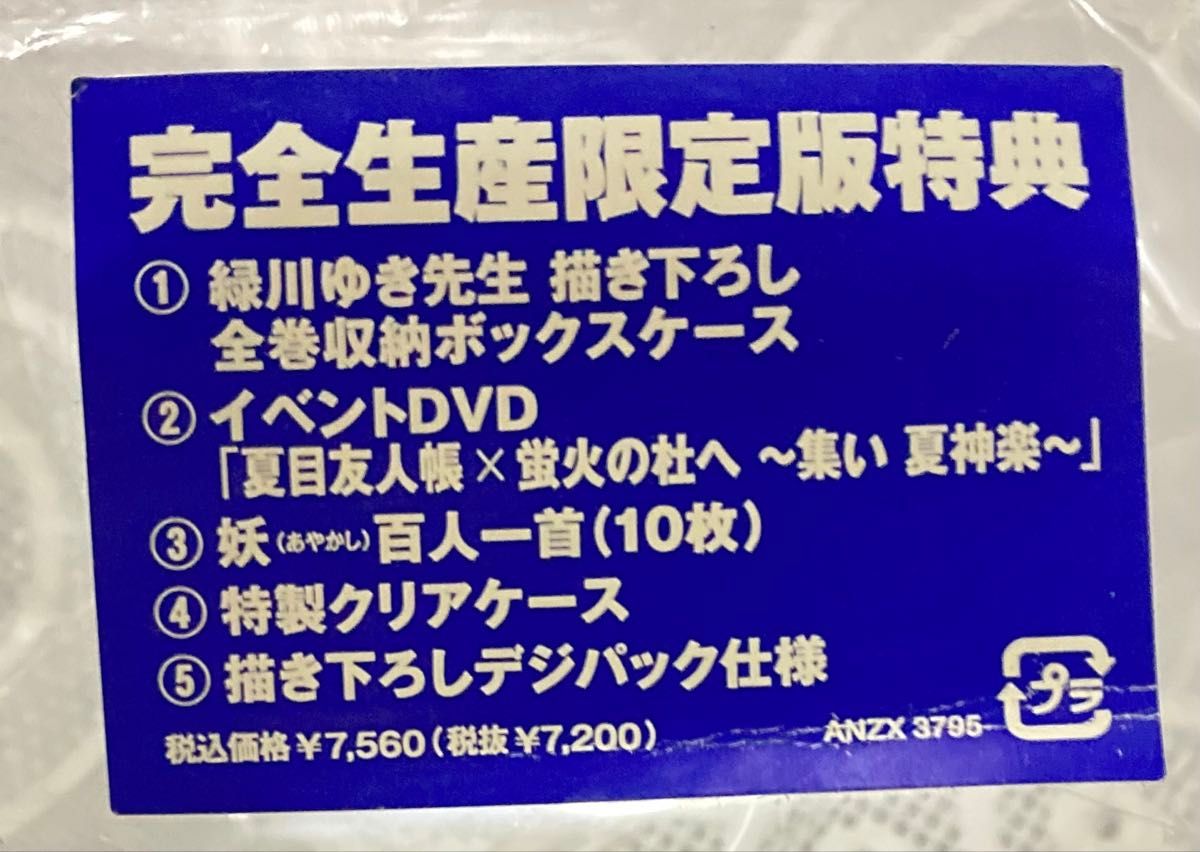 完全生産限定版特典
① 緑川ゆき先生 描き下ろし
全巻収納ボックスケース
② イベントDVD
「夏目友人帳×蛍火の杜へ ～集い 夏神楽～」
③ 妖(あやかし)百人一首(10枚)
④ 特製クリアケース
⑤ 描き下ろしデジパック仕様
税込価格¥7,560(税抜¥7,200)
ANZX 3795
プラ